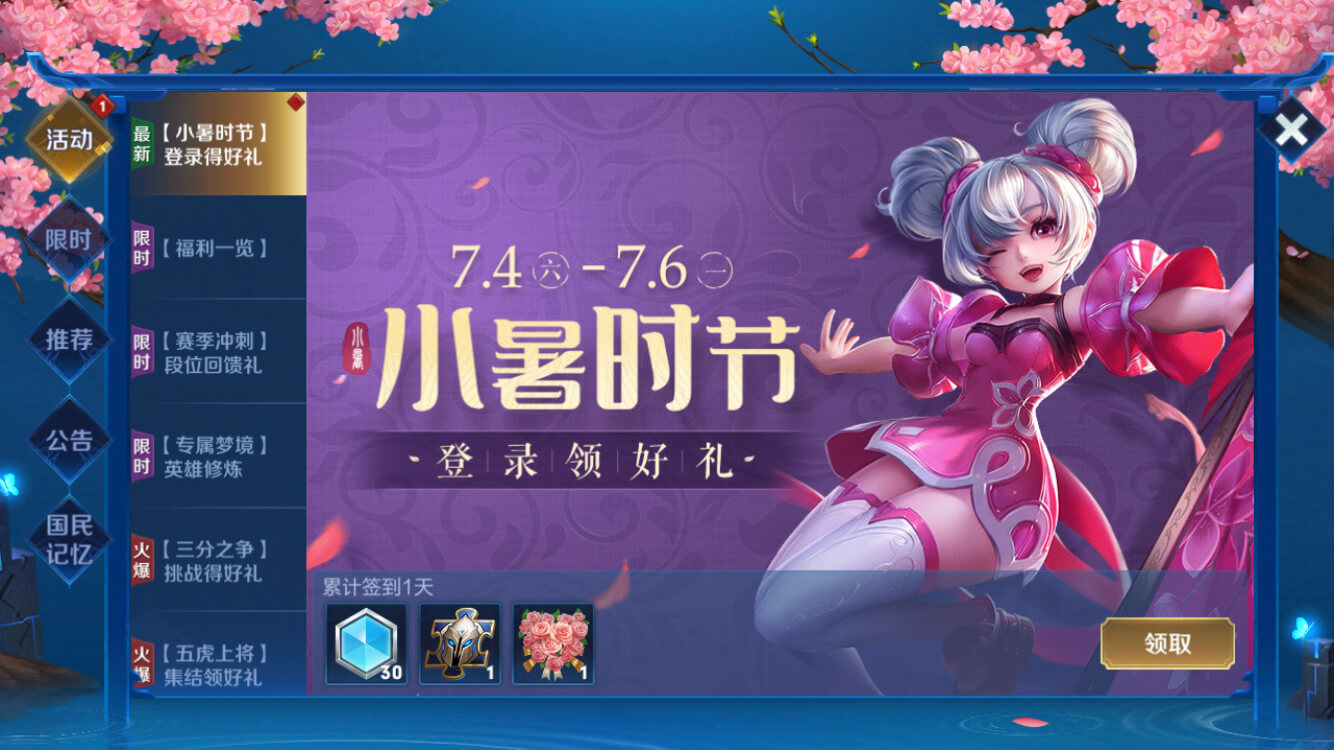 活动
1
限时
推荐
公告
国民
记忆
最新
【小暑时节】
登录得好礼
限时
【福利一览】
限时
【赛季冲刺】
段位回馈礼
限时
【专属梦境】
英雄修炼
火爆
【三分之争】
挑战得好礼
火爆
【五虎上将】
集结领好礼
7.4㊅-7.6㊀
小暑
小暑时节
·登录领好礼·
累计签到1天
30
1
1
领取